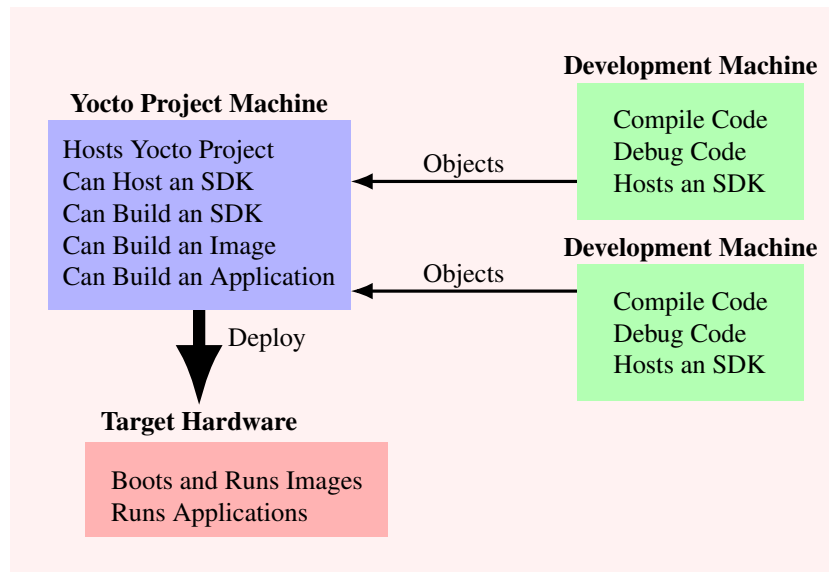 Yocto Project Machine
Hosts Yocto Project
Can Host an SDK
Can Build an SDK
Can Build an Image
Can Build an Application
Objects
Objects
Development Machine
Compile Code
Debug Code
Hosts an SDK
Development Machine
Compile Code
Debug Code
Hosts an SDK
Deploy
Target Hardware
Boots and Runs Images
Runs Applications